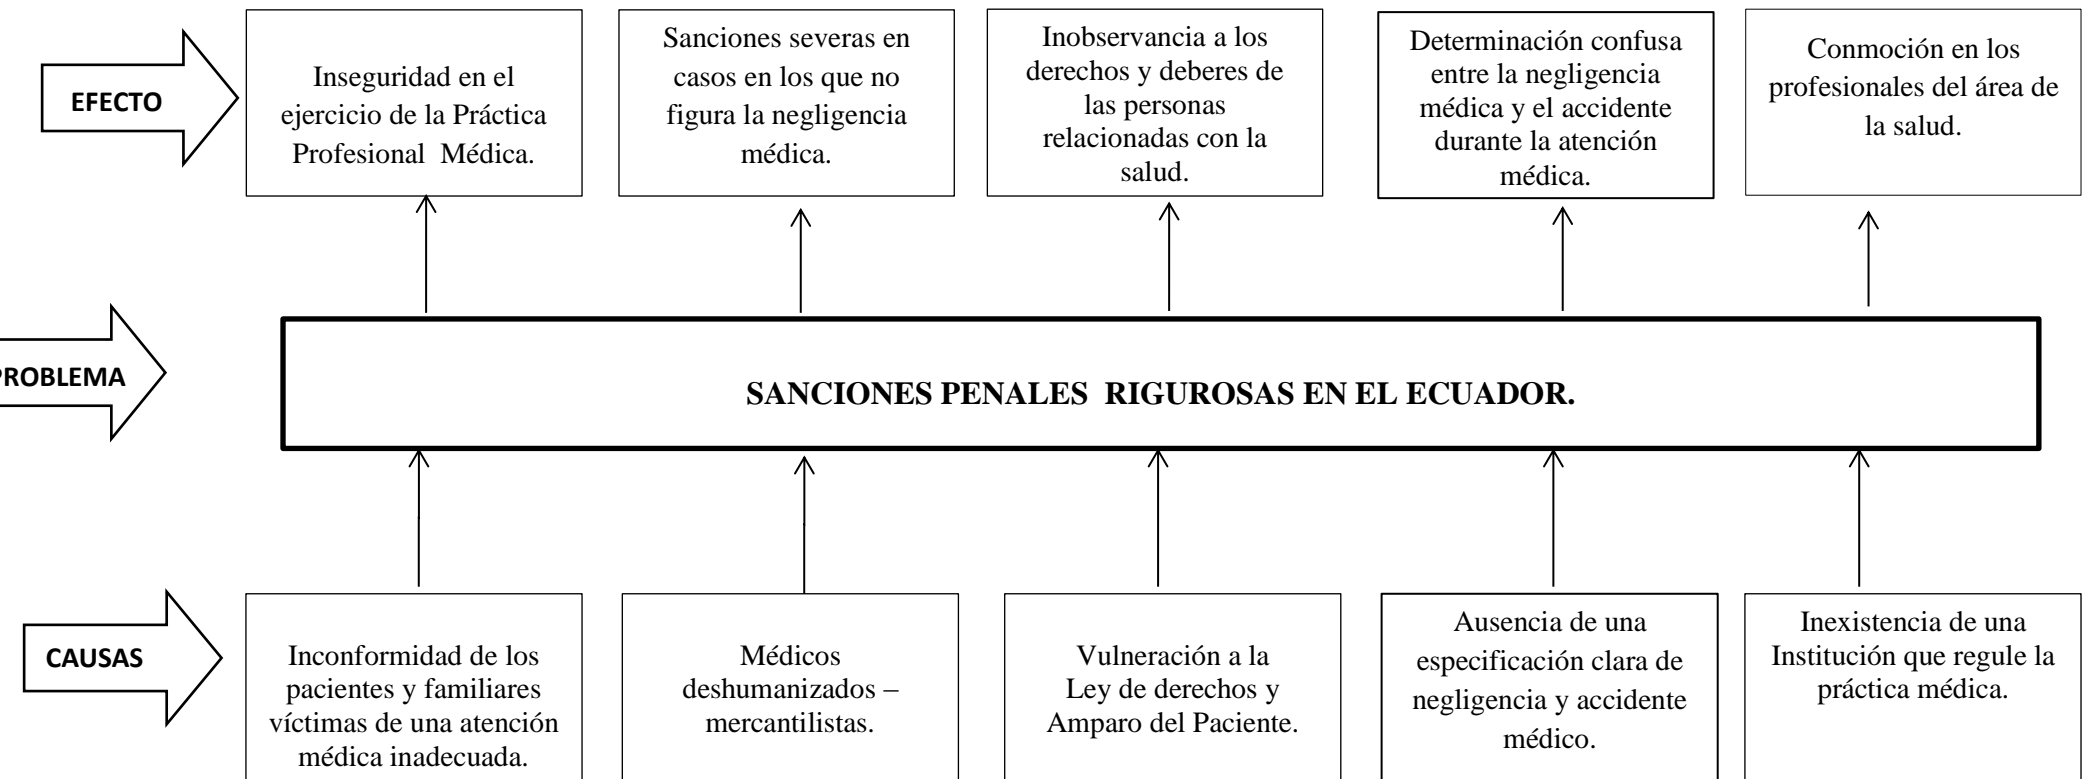 EFECTO
Inseguridad en el
ejercicio de la Práctica
Profesional  Médica.
Sanciones severas en
casos en los que no
figura la negligencia
médica.
Inobservancia a los
derechos y deberes de
las personas
relacionadas con la
salud.
Determinación confusa
entre la negligencia
médica y el accidente
durante la atención
médica.
Conmoción en los
profesionales del área de
la salud.
PROBLEMA
SANCIONES PENALES  RIGUROSAS EN EL ECUADOR.
CAUSAS
Inconformidad de los
pacientes y familiares
víctimas de una atención
médica inadecuada.
Médicos
deshumanizados –
mercantilistas.
Vulneración a la
Ley de derechos y
Amparo del Paciente.
Ausencia de una
especificación clara de
negligencia y accidente
médico.
Inexistencia de una
Institución que regule la
práctica médica.